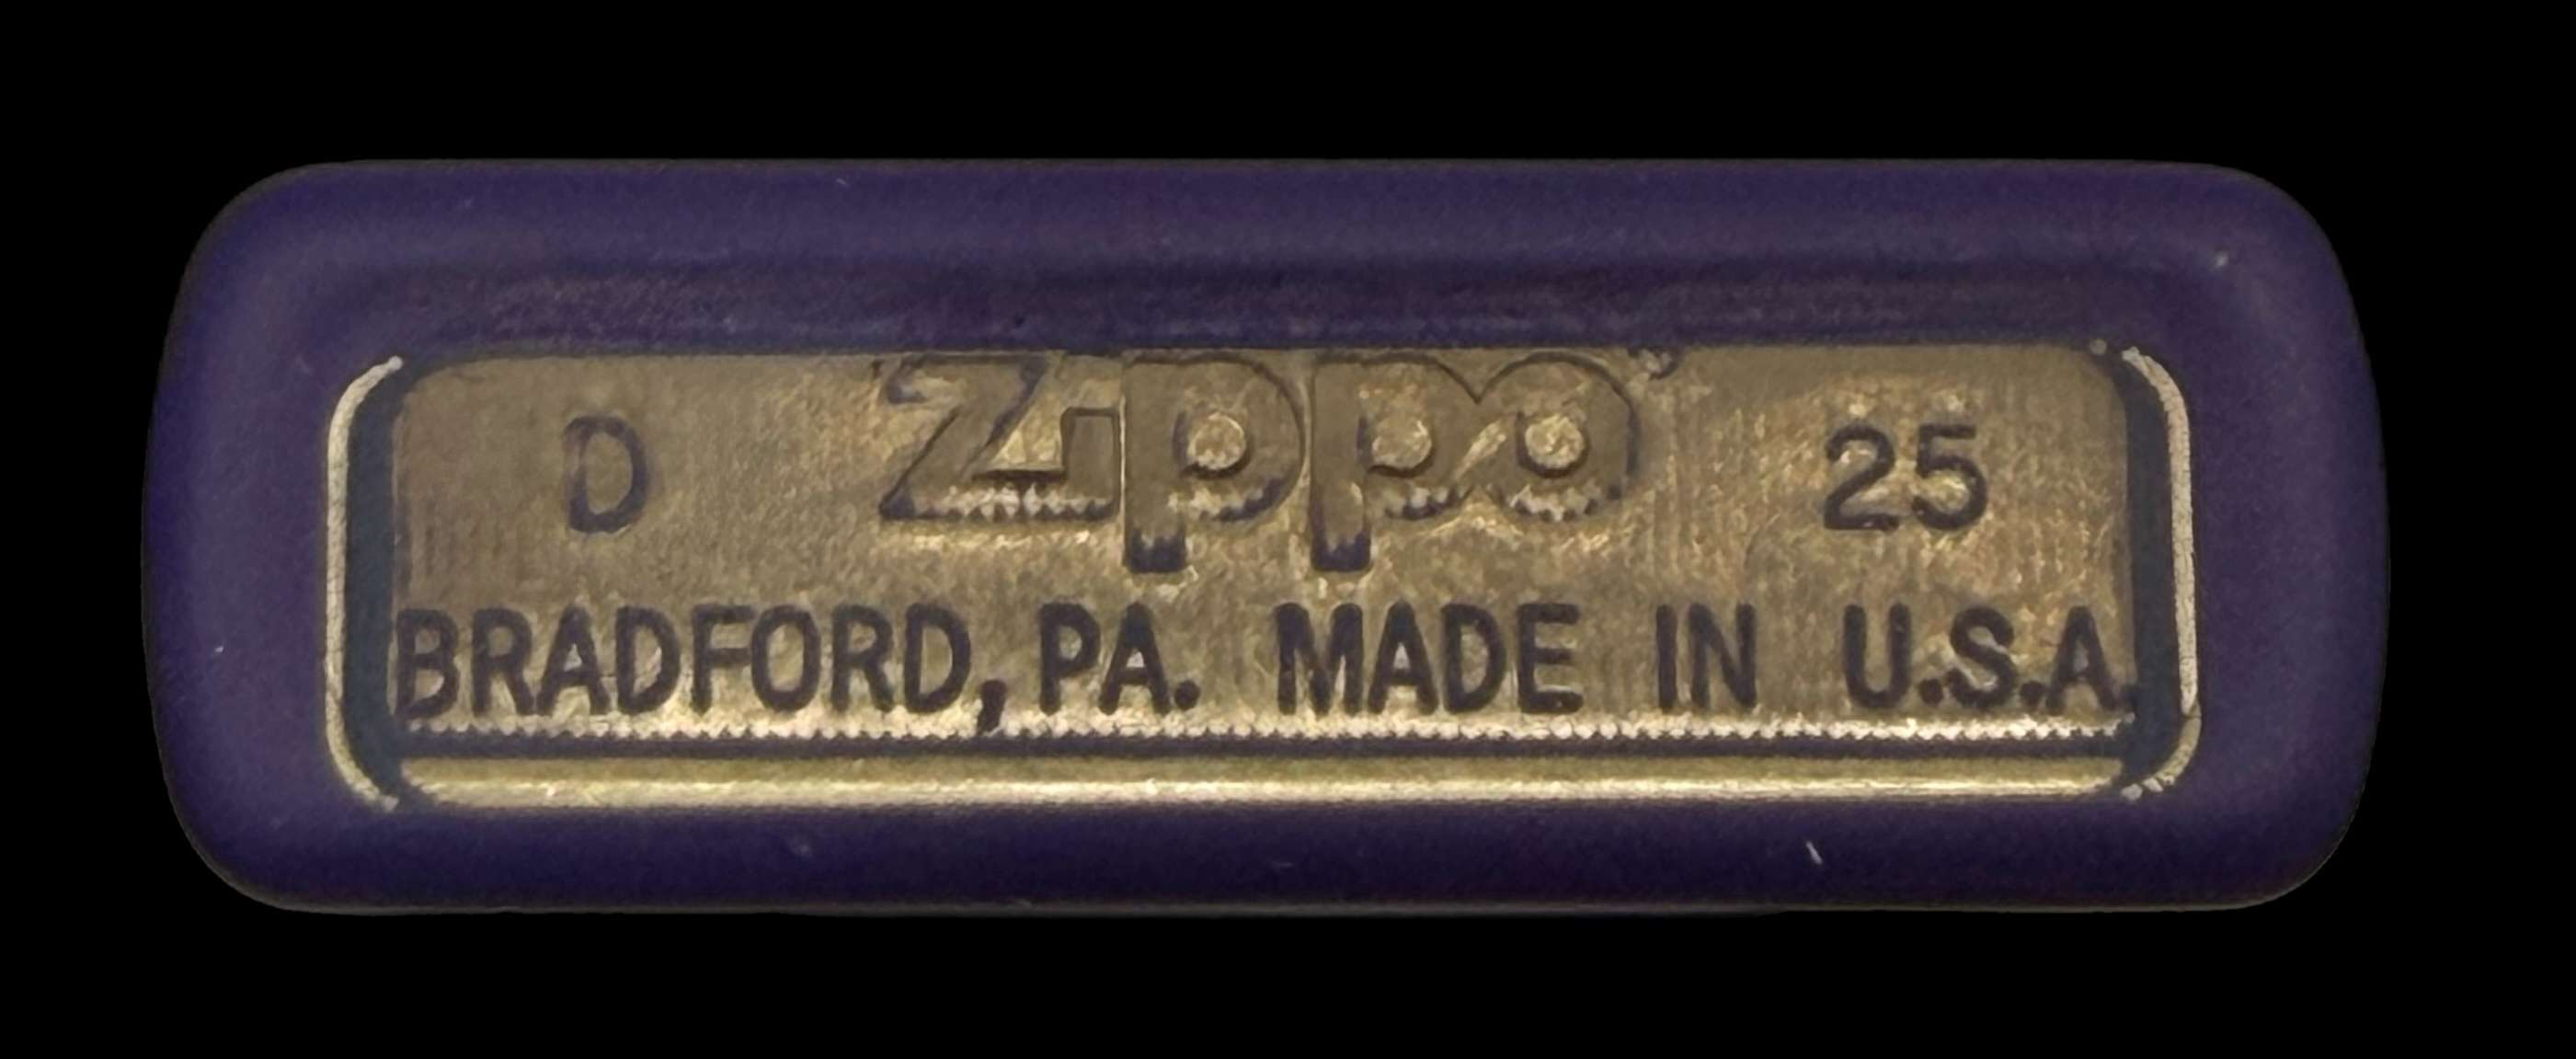 D Zippo 25
BRADFORD, PA. MADE IN U.S.A.